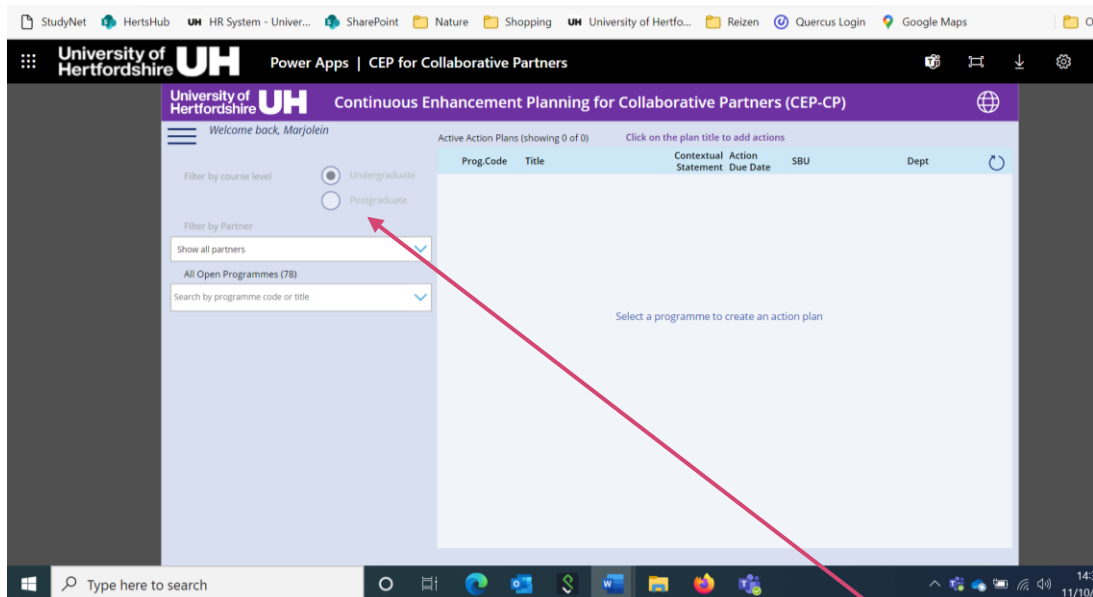 StudyNet HertsHub UH HR System - Univer... SharePoint Nature Shopping UH University of Hertfo... Reizen Quercus Login Google Maps O
University of Hertfordshire UH Power Apps | CEP for Collaborative Partners
University of Hertfordshire UH Continuous Enhancement Planning for Collaborative Partners (CEP-CP)
Welcome back, Marjolein
Active Action Plans (showing 0 of 0) Click on the plan title to add actions
Prog.Code Title Contextual Statement Action Due Date SBU Dept
Filter by course level Undergraduate
Postgraduate
Filter by Partner
Show all partners
All Open Programmes (78)
Search by programme code or title
Select a programme to create an action plan
Type here to search
14:3
11/10/